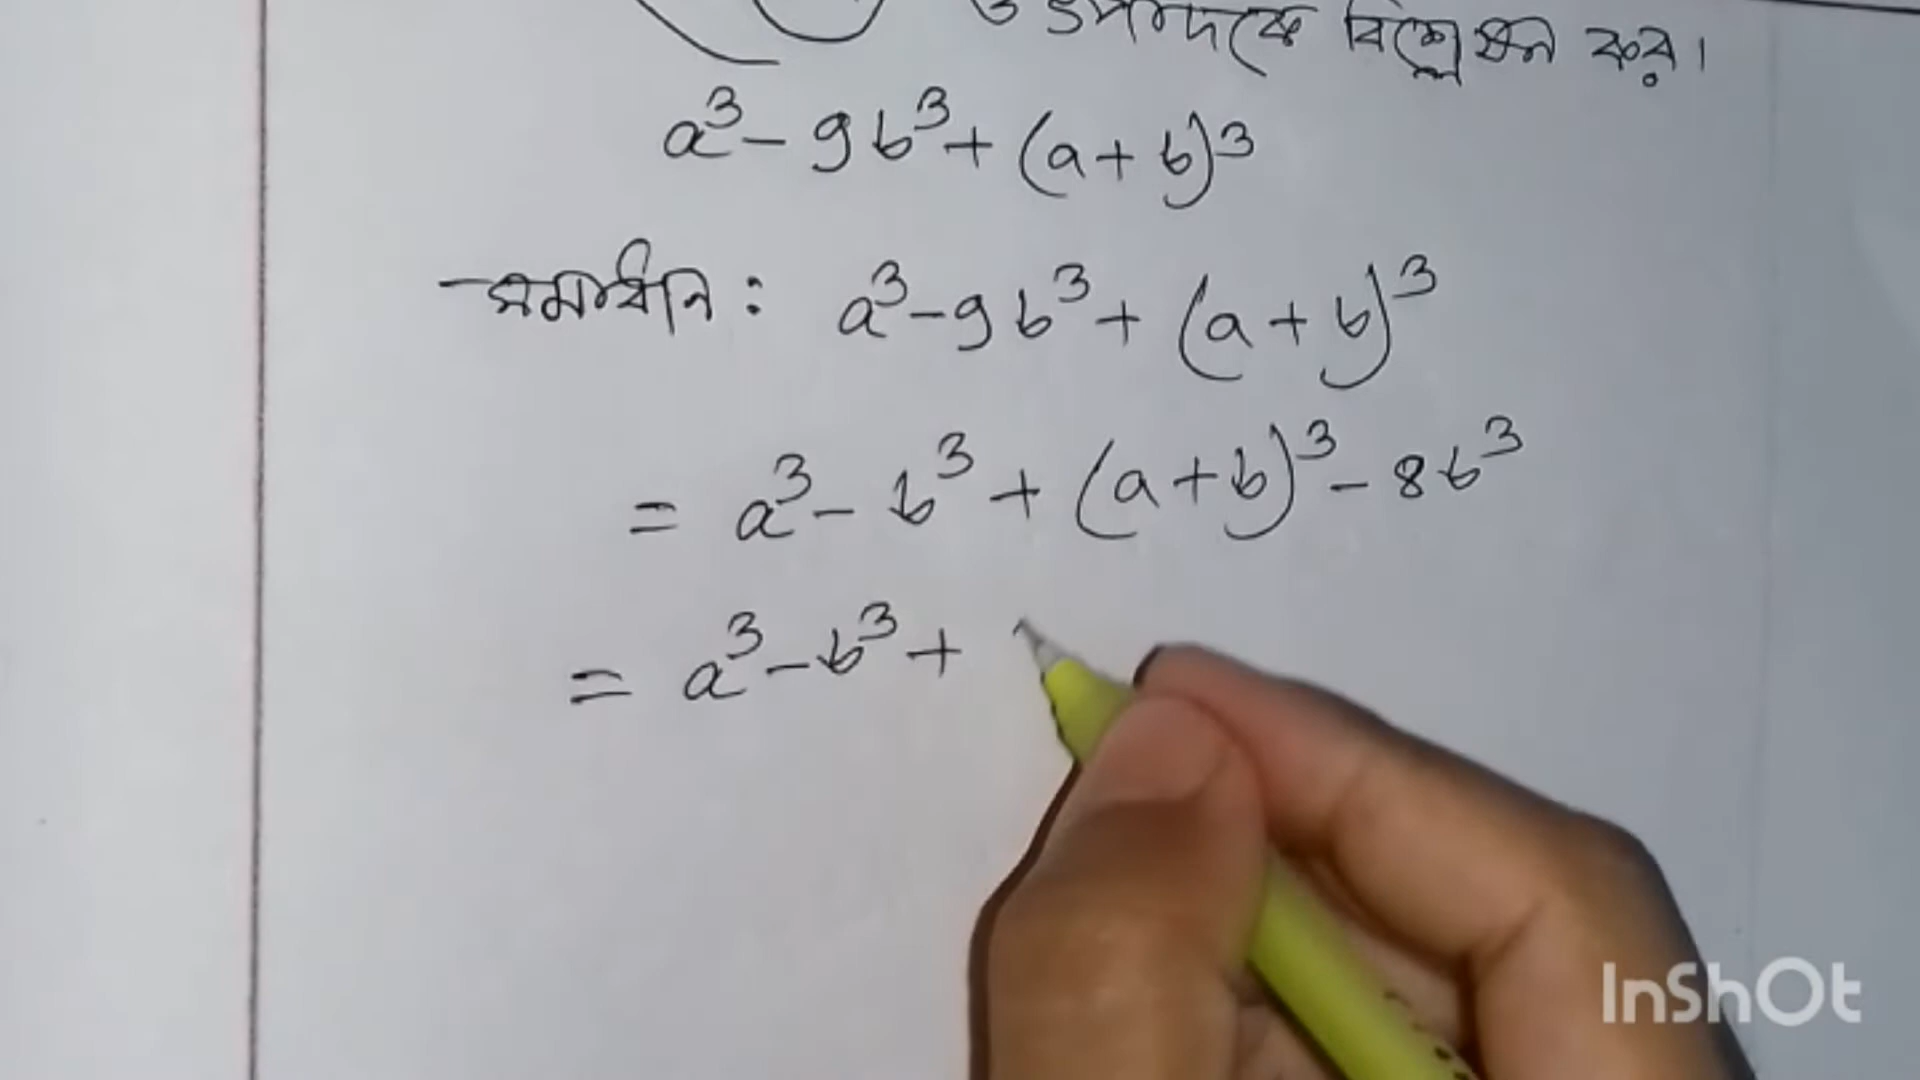 উৎপাদকে বিশ্লেষণ কর।
a³ - 9b³ + (a + b)³
সমাধান : a³ - 9b³ + (a + b)³
= a³ - b³ + (a + b)³ - 8b³
= a³ - b³ +
InShOt